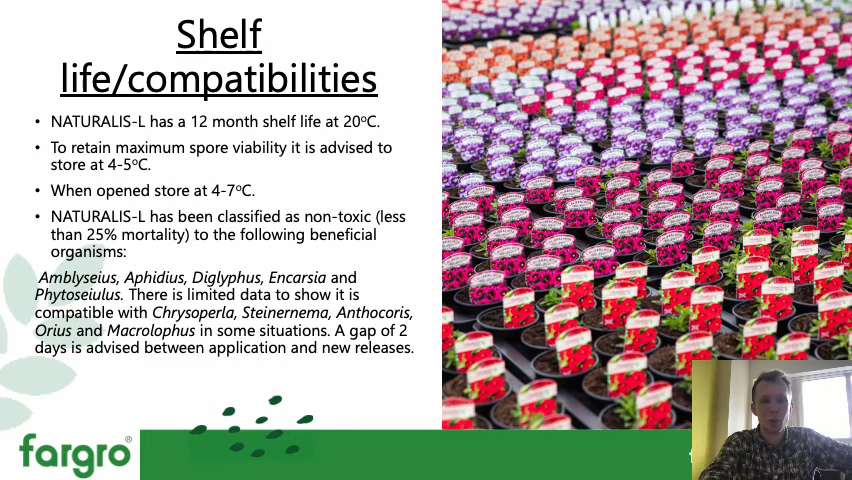 Shelf
life/compatibilities
• NATURALIS-L has a 12 month shelf life at 20ºC.
• To retain maximum spore viability it is advised to
store at 4-5ºC.
• When opened store at 4-7ºC.
• NATURALIS-L has been classified as non-toxic (less
than 25% mortality) to the following beneficial
organisms:
Amblyseius, Aphidius, Diglyphus, Encarsia and
Phytoseiulus. There is limited data to show it is
compatible with Chrysoperla, Steinernema, Anthocoris,
Orius and Macrolophus in some situations. A gap of 2
days is advised between application and new releases.
fargro®